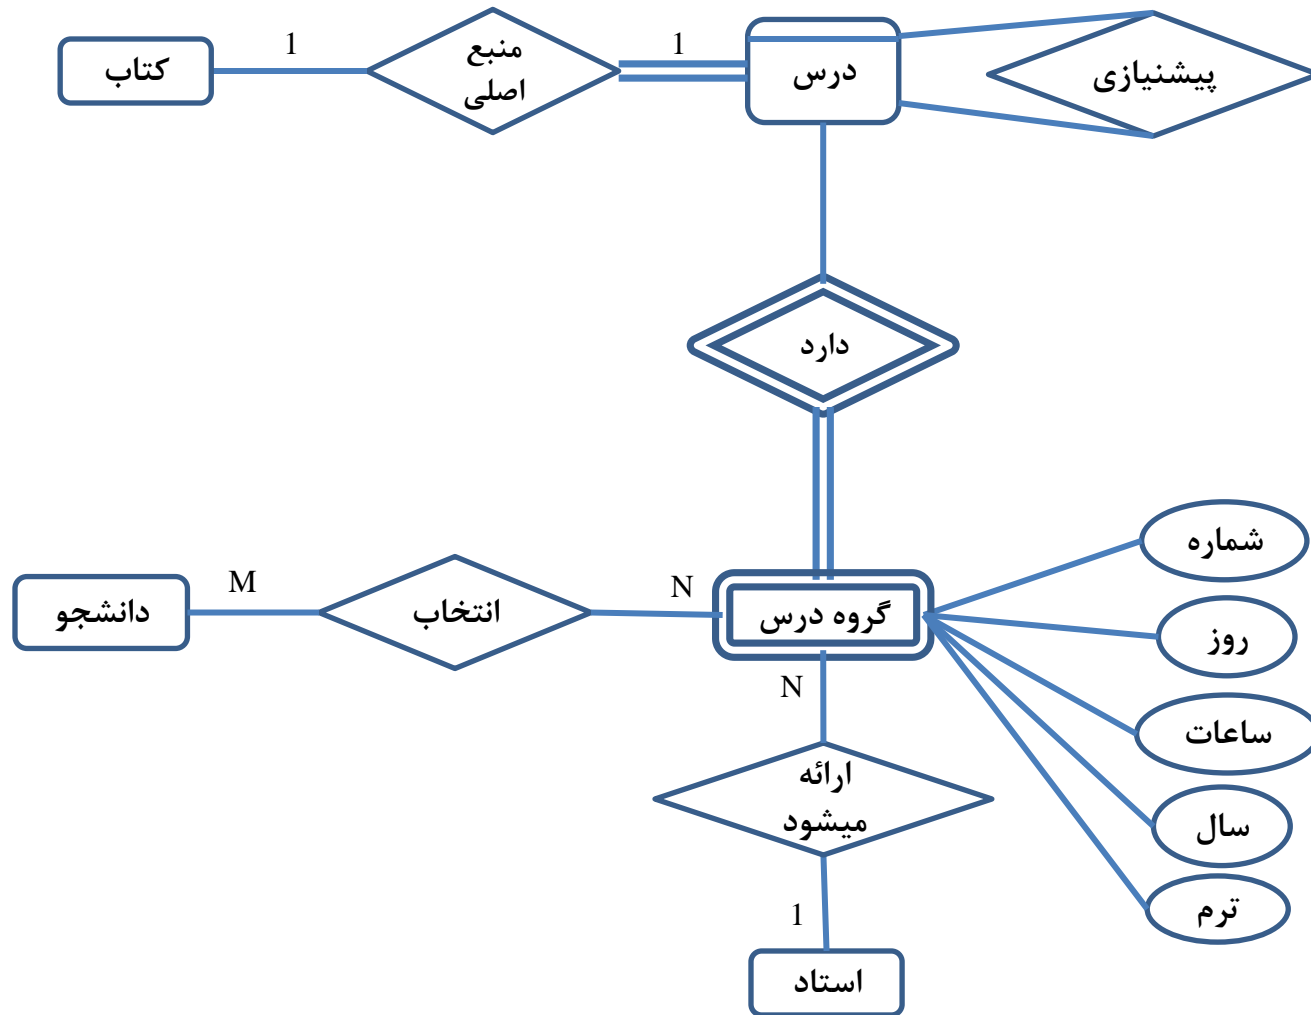 کتاب
1
منبع
اصلی
1
درس
پیشنیازی
دارد
شماره
دانشجو
M
انتخاب
N
گروه درس
روز
N
ساعات
ارائه
میشود
سال
ترم
1
استاد